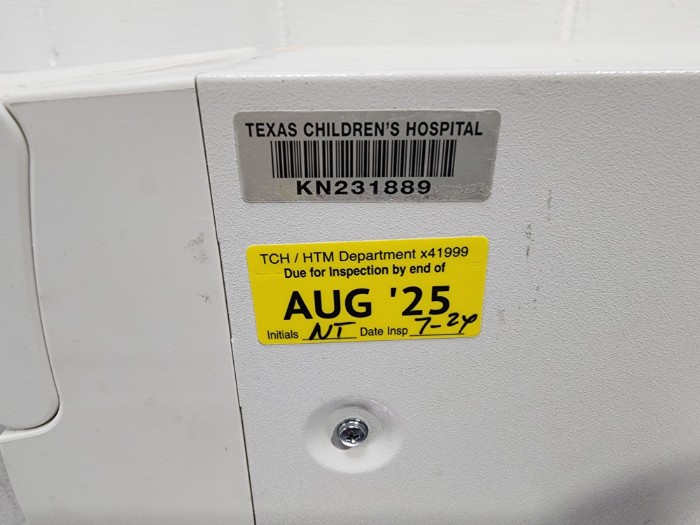 TEXAS CHILDREN'S HOSPITAL
KN231889
TCH / HTM Department x41999
Due for Inspection by end of
AUG '25
Initials NT Date Insp 7-24